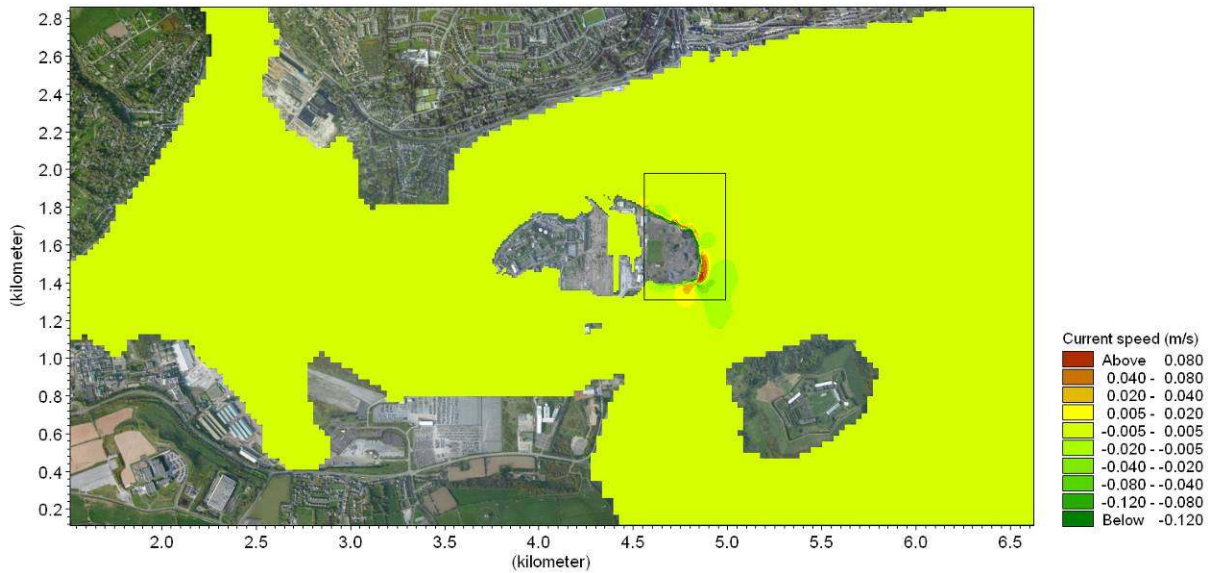 2.8
2.6
2.4
2.2
2.0
1.8
1.6
1.4
1.2
1.0
0.8
0.6
0.4
0.2
(kilometer)
2.0 2.5 3.0 3.5 4.0 4.5 5.0 5.5 6.0 6.5
(kilometer)
Current speed (m/s)
Above 0.080
0.040 - 0.080
0.020 - 0.040
0.005 - 0.020
-0.005 - 0.005
-0.020 - -0.005
-0.040 - -0.020
-0.080 - -0.040
-0.120 - -0.080
Below -0.120